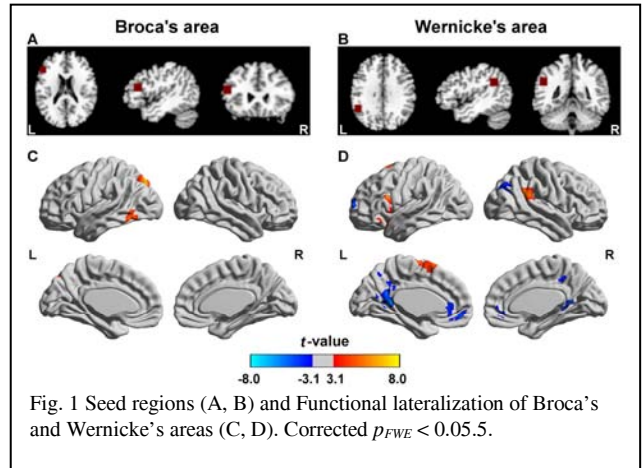 Broca's area
Wernicke's area
A
B
L
R
L
R
C
D
L
R
L
R
t-value
-8.0 -3.1 3.1 8.0
Fig. 1 Seed regions (A, B) and Functional lateralization of Broca's
and Wernicke's areas (C, D). Corrected pFWE < 0.05.5.